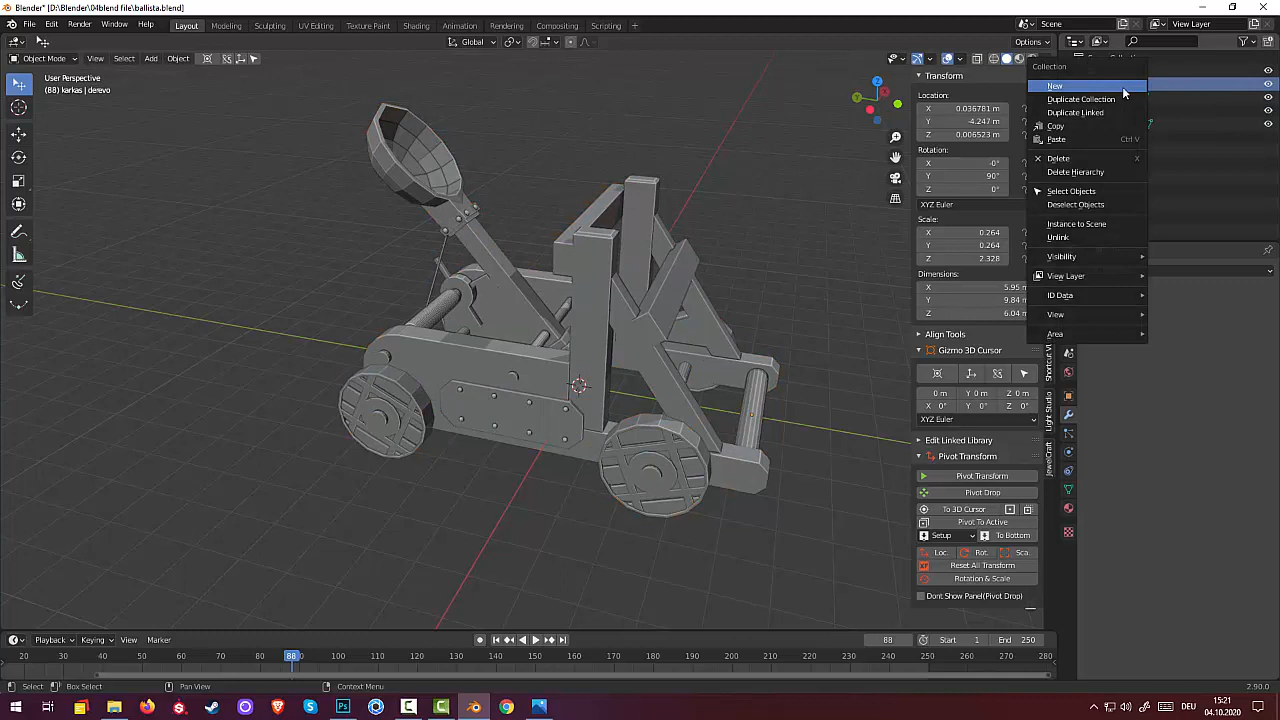 Blender* [D:\Blender\04blend file\ballista.blend]
File Edit Render Window Help Layout Modeling Sculpting UV Editing Texture Paint Shading Animation Rendering Compositing Scripting Scene View Layer
Global Options
Object Mode View Select Add Object
User Perspective
(88) karkas | derevo
Transform
Location:
X 0.036781 m
Y -4.247 m
Z 0.006523 m
Rotation:
X -0°
Y 90°
Z 0°
XYZ Euler
Scale:
X 0.264
Y 0.264
Z 2.328
Dimensions:
X 5.95 m
Y 9.84 m
Z 6.04 m
Align Tools
Gizmo 3D Cursor
0 m Y 0 m Z 0 m
X 0° Y 0° Z 0°
XYZ Euler
Edit Linked Library
Pivot Transform
Pivot Transform
Pivot Drop
To 3D Cursor
Pivot To Active
Setup To Bottom
Loc. Rot. Sca.
Reset All Transform
Rotation & Scale
Dont Show Panel(Pivot Drop)
Collection
New
Duplicate Collection
Duplicate Linked
Copy
Paste Ctrl V
Delete X
Delete Hierarchy
Select Objects
Deselect Objects
Instance to Scene
Unlink
Visibility
View Layer
ID Data
View
Area
Light Studio
JewelCraft
Playback Keying View Marker 88 Start 1 End 250
20 30 40 50 60 70 80 88 100 110 120 130 140 150 160 170 180 190 200 210 220 230 240 250 260 270 280
Select Box Select Pan View Context Menu 2.90.0
DEU 15:21
04.10.2020